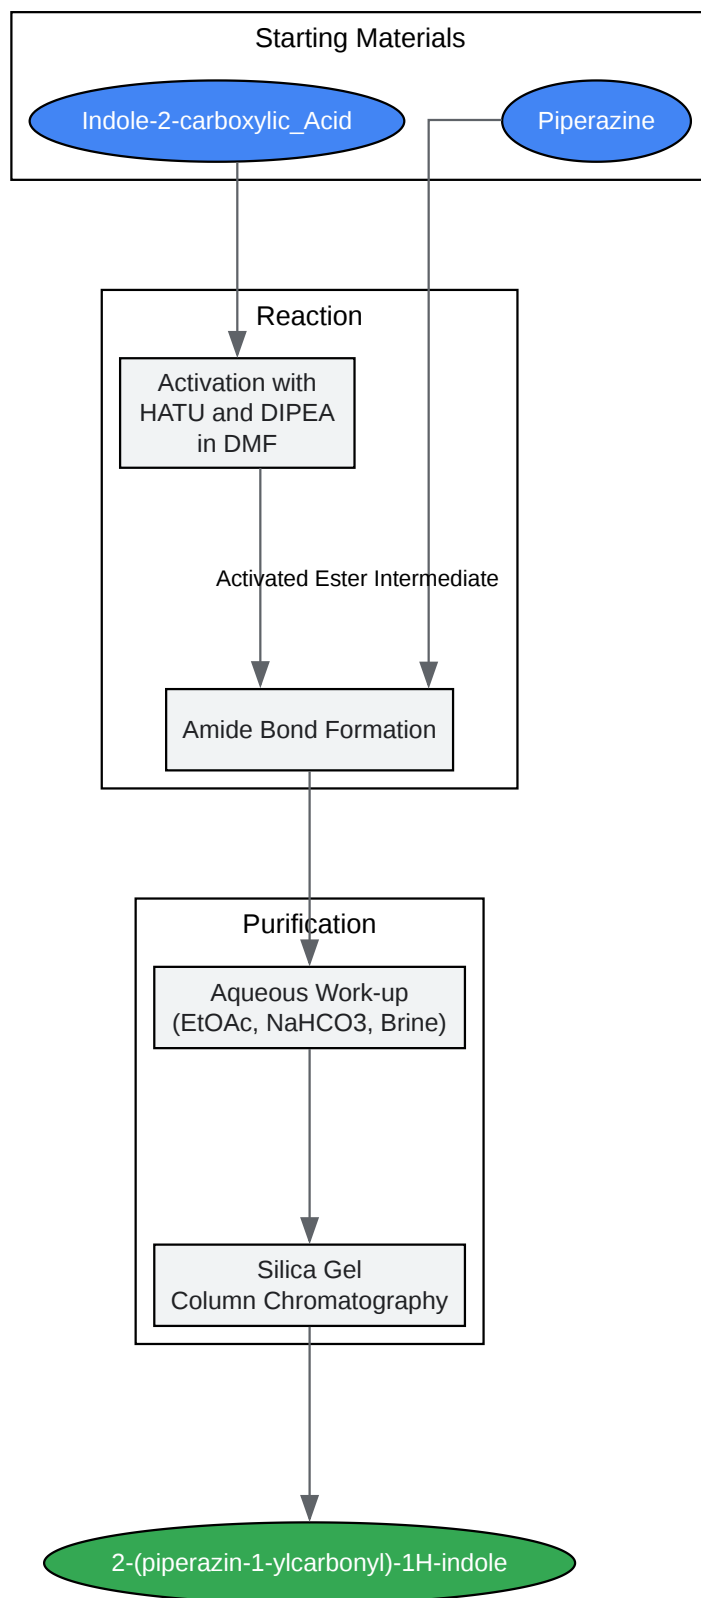 Starting Materials
Indole-2-carboxylic_Acid
Piperazine
Reaction
Activation with
HATU and DIPEA
in DMF
Activated Ester Intermediate
Amide Bond Formation
Purification
Aqueous Work-up
(EtOAc, NaHCO3, Brine)
Silica Gel
Column Chromatography
2-(piperazin-1-ylcarbonyl)-1H-indole